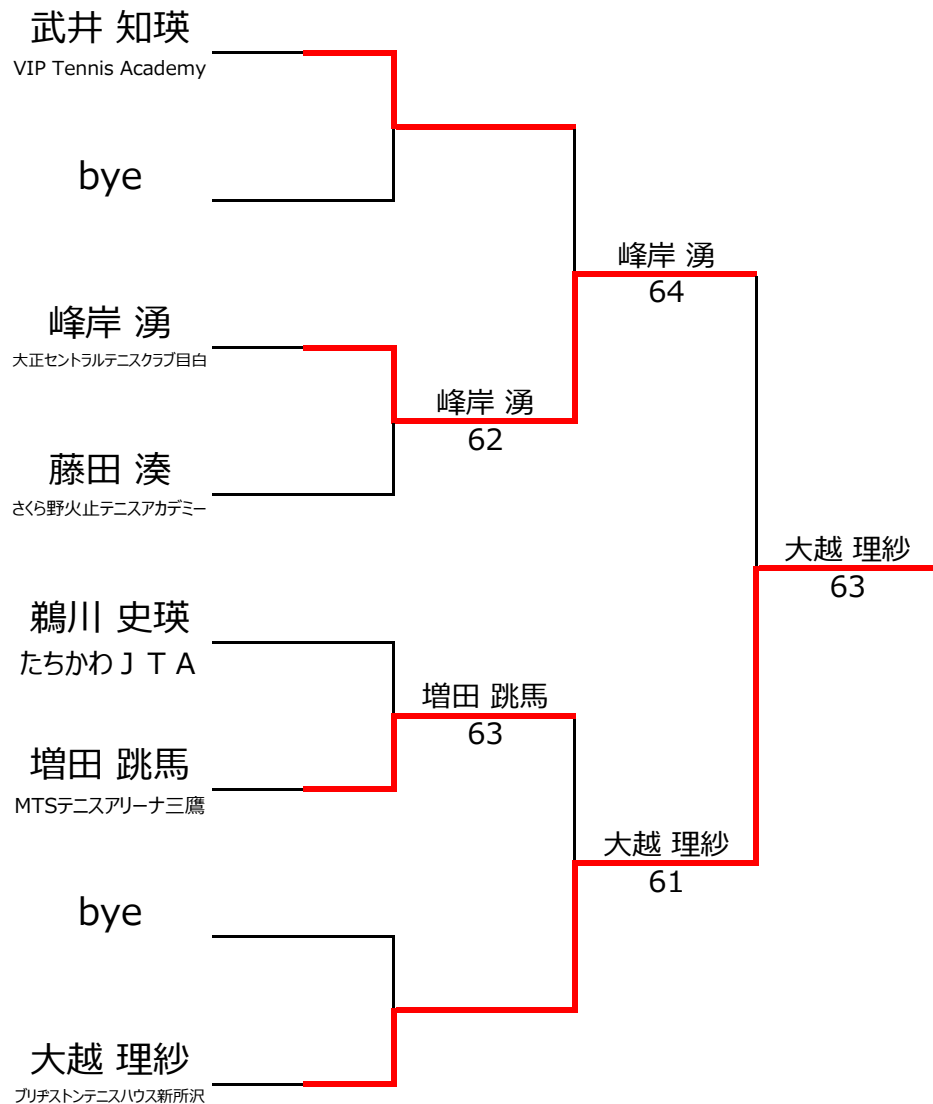 武井 知瑛
VIP Tennis Academy
bye
峰岸 湧
64
峰岸 湧
大正セントラルテニスクラブ目白
峰岸 湧
62
藤田 湊
さくら野火止テニスアカデミー
大越 理紗
63
鵜川 史瑛
たちかわＪＴＡ
増田 跳馬
63
増田 跳馬
MTSテニスアリーナ三鷹
大越 理紗
61
bye
大越 理紗
ブリヂストンテニスハウス新所沢